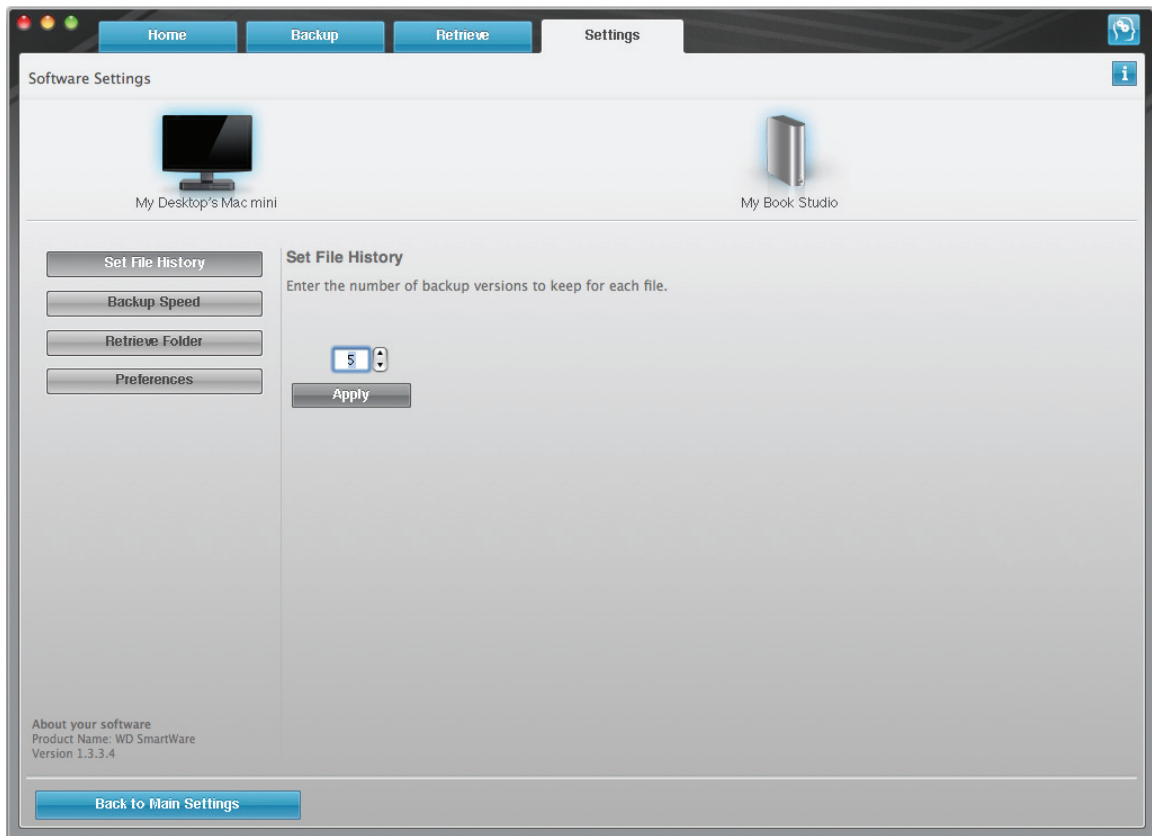 Home Backup Retrieve Settings
Software Settings
i
My Desktop's Mac mini
My Book Studio
Set File History
Backup Speed
Retrieve Folder
Preferences
Set File History
Enter the number of backup versions to keep for each file.
5
Apply
About your software
Product Name: WD SmartWare
Version 1.3.3.4
Back to Main Settings